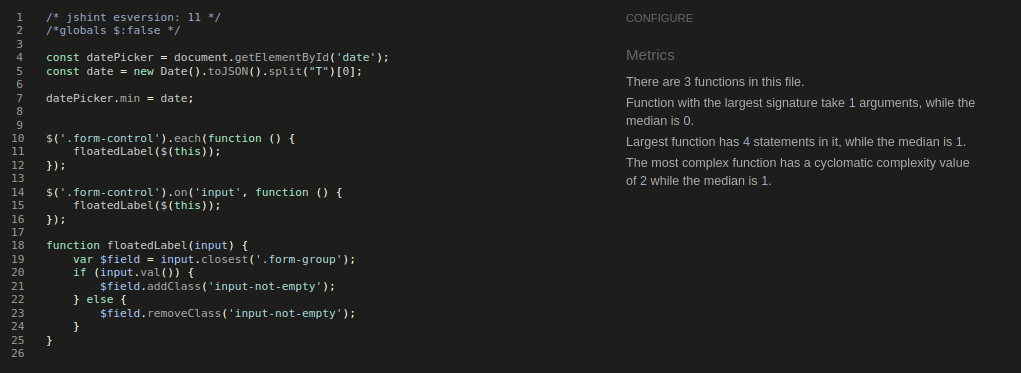 1 /* jshint esversion: 11 */
2 /*globals $:false */
3
4 const datePicker = document.getElementById('date');
5 const date = new Date().toJSON().split("T")[0];
6
7 datePicker.min = date;
8
9
10 $('.form-control').each(function () {
11     floatedLabel($(this));
12 });
13
14 $('.form-control').on('input', function () {
15     floatedLabel($(this));
16 });
17
18 function floatedLabel(input) {
19     var $field = input.closest('.form-group');
20     if (input.val()) {
21         $field.addClass('input-not-empty');
22     } else {
23         $field.removeClass('input-not-empty');
24     }
25 }
26
CONFIGURE
Metrics
There are 3 functions in this file.
Function with the largest signature take 1 arguments, while the
median is 0.
Largest function has 4 statements in it, while the median is 1.
The most complex function has a cyclomatic complexity value
of 2 while the median is 1.